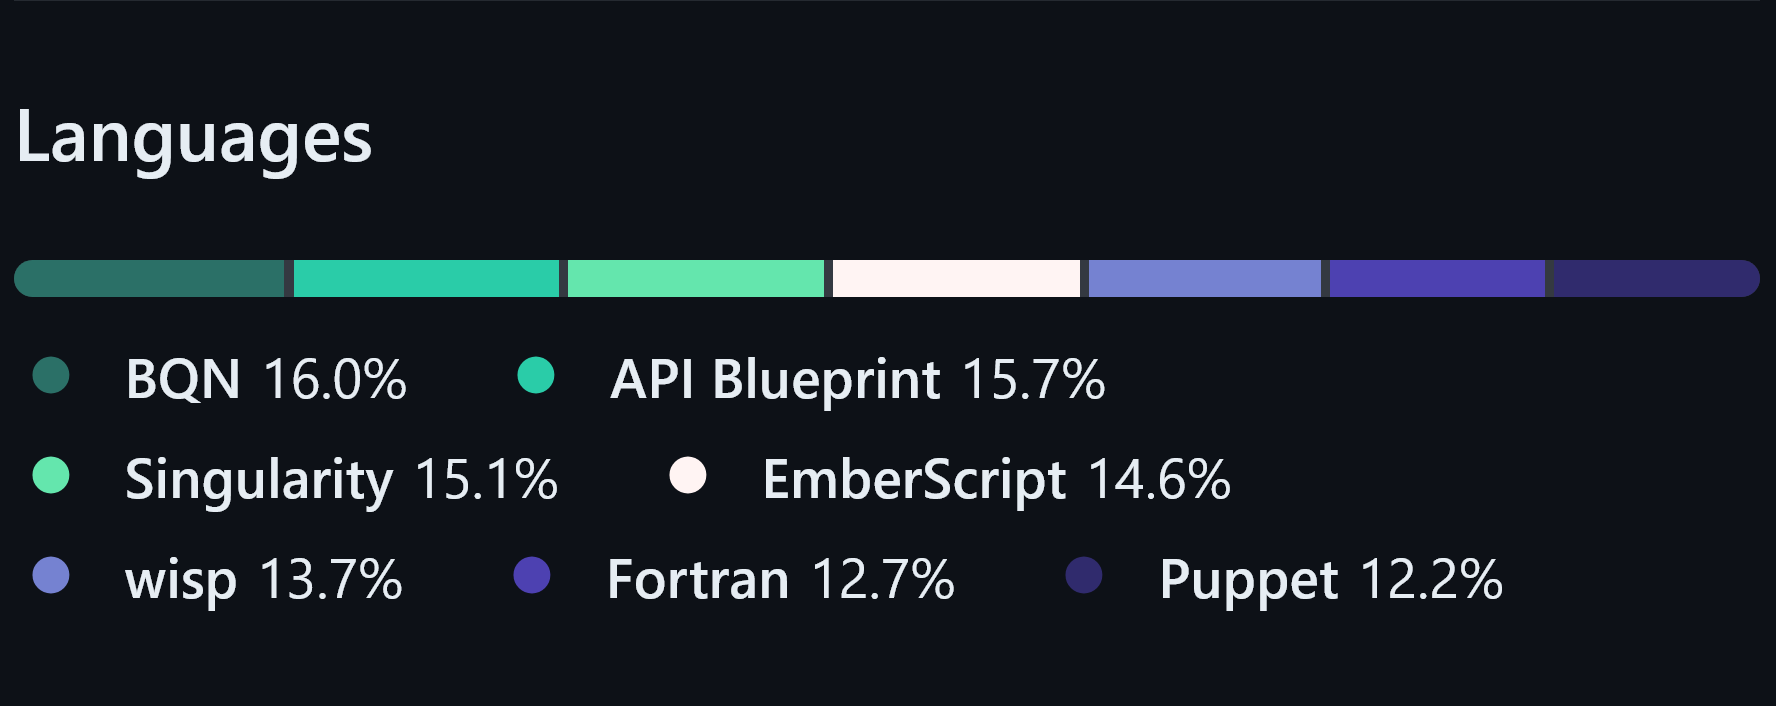 Languages
BQN 16.0% API Blueprint 15.7%
Singularity 15.1% EmberScript 14.6%
wisp 13.7% Fortran 12.7% Puppet 12.2%